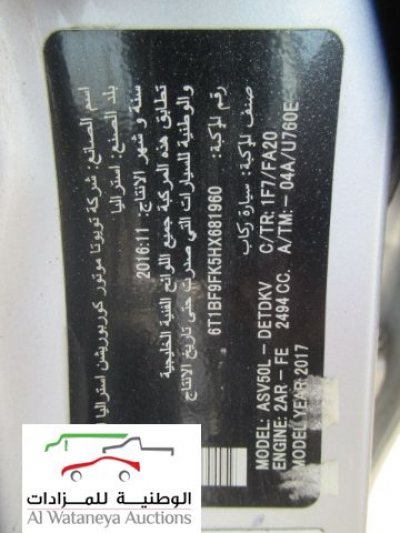 اسم الصانع: شركة تويوتا موتور كوربوريشن استراليا
بلد الصنع: استراليا
سنة و شهر الانتاج: 2016:11
تطابق هذه المركبة جميع اللوائح الفنية الخليجية
والوطنية للسيارات التي صدرت حتى تاريخ الانتاج
رقم المركبة: 6T1BF9FK5HX681960
صنف المركبة: سيارة ركاب
MODEL: ASV50L - DETDKV C/TR: 1F7/FA20
ENGINE: 2AR - FE 2494 CC. A/TM: -04A/U760E
MODEL YEAR: 2017
الوطنية للمزادات
Al Wataneya Auctions